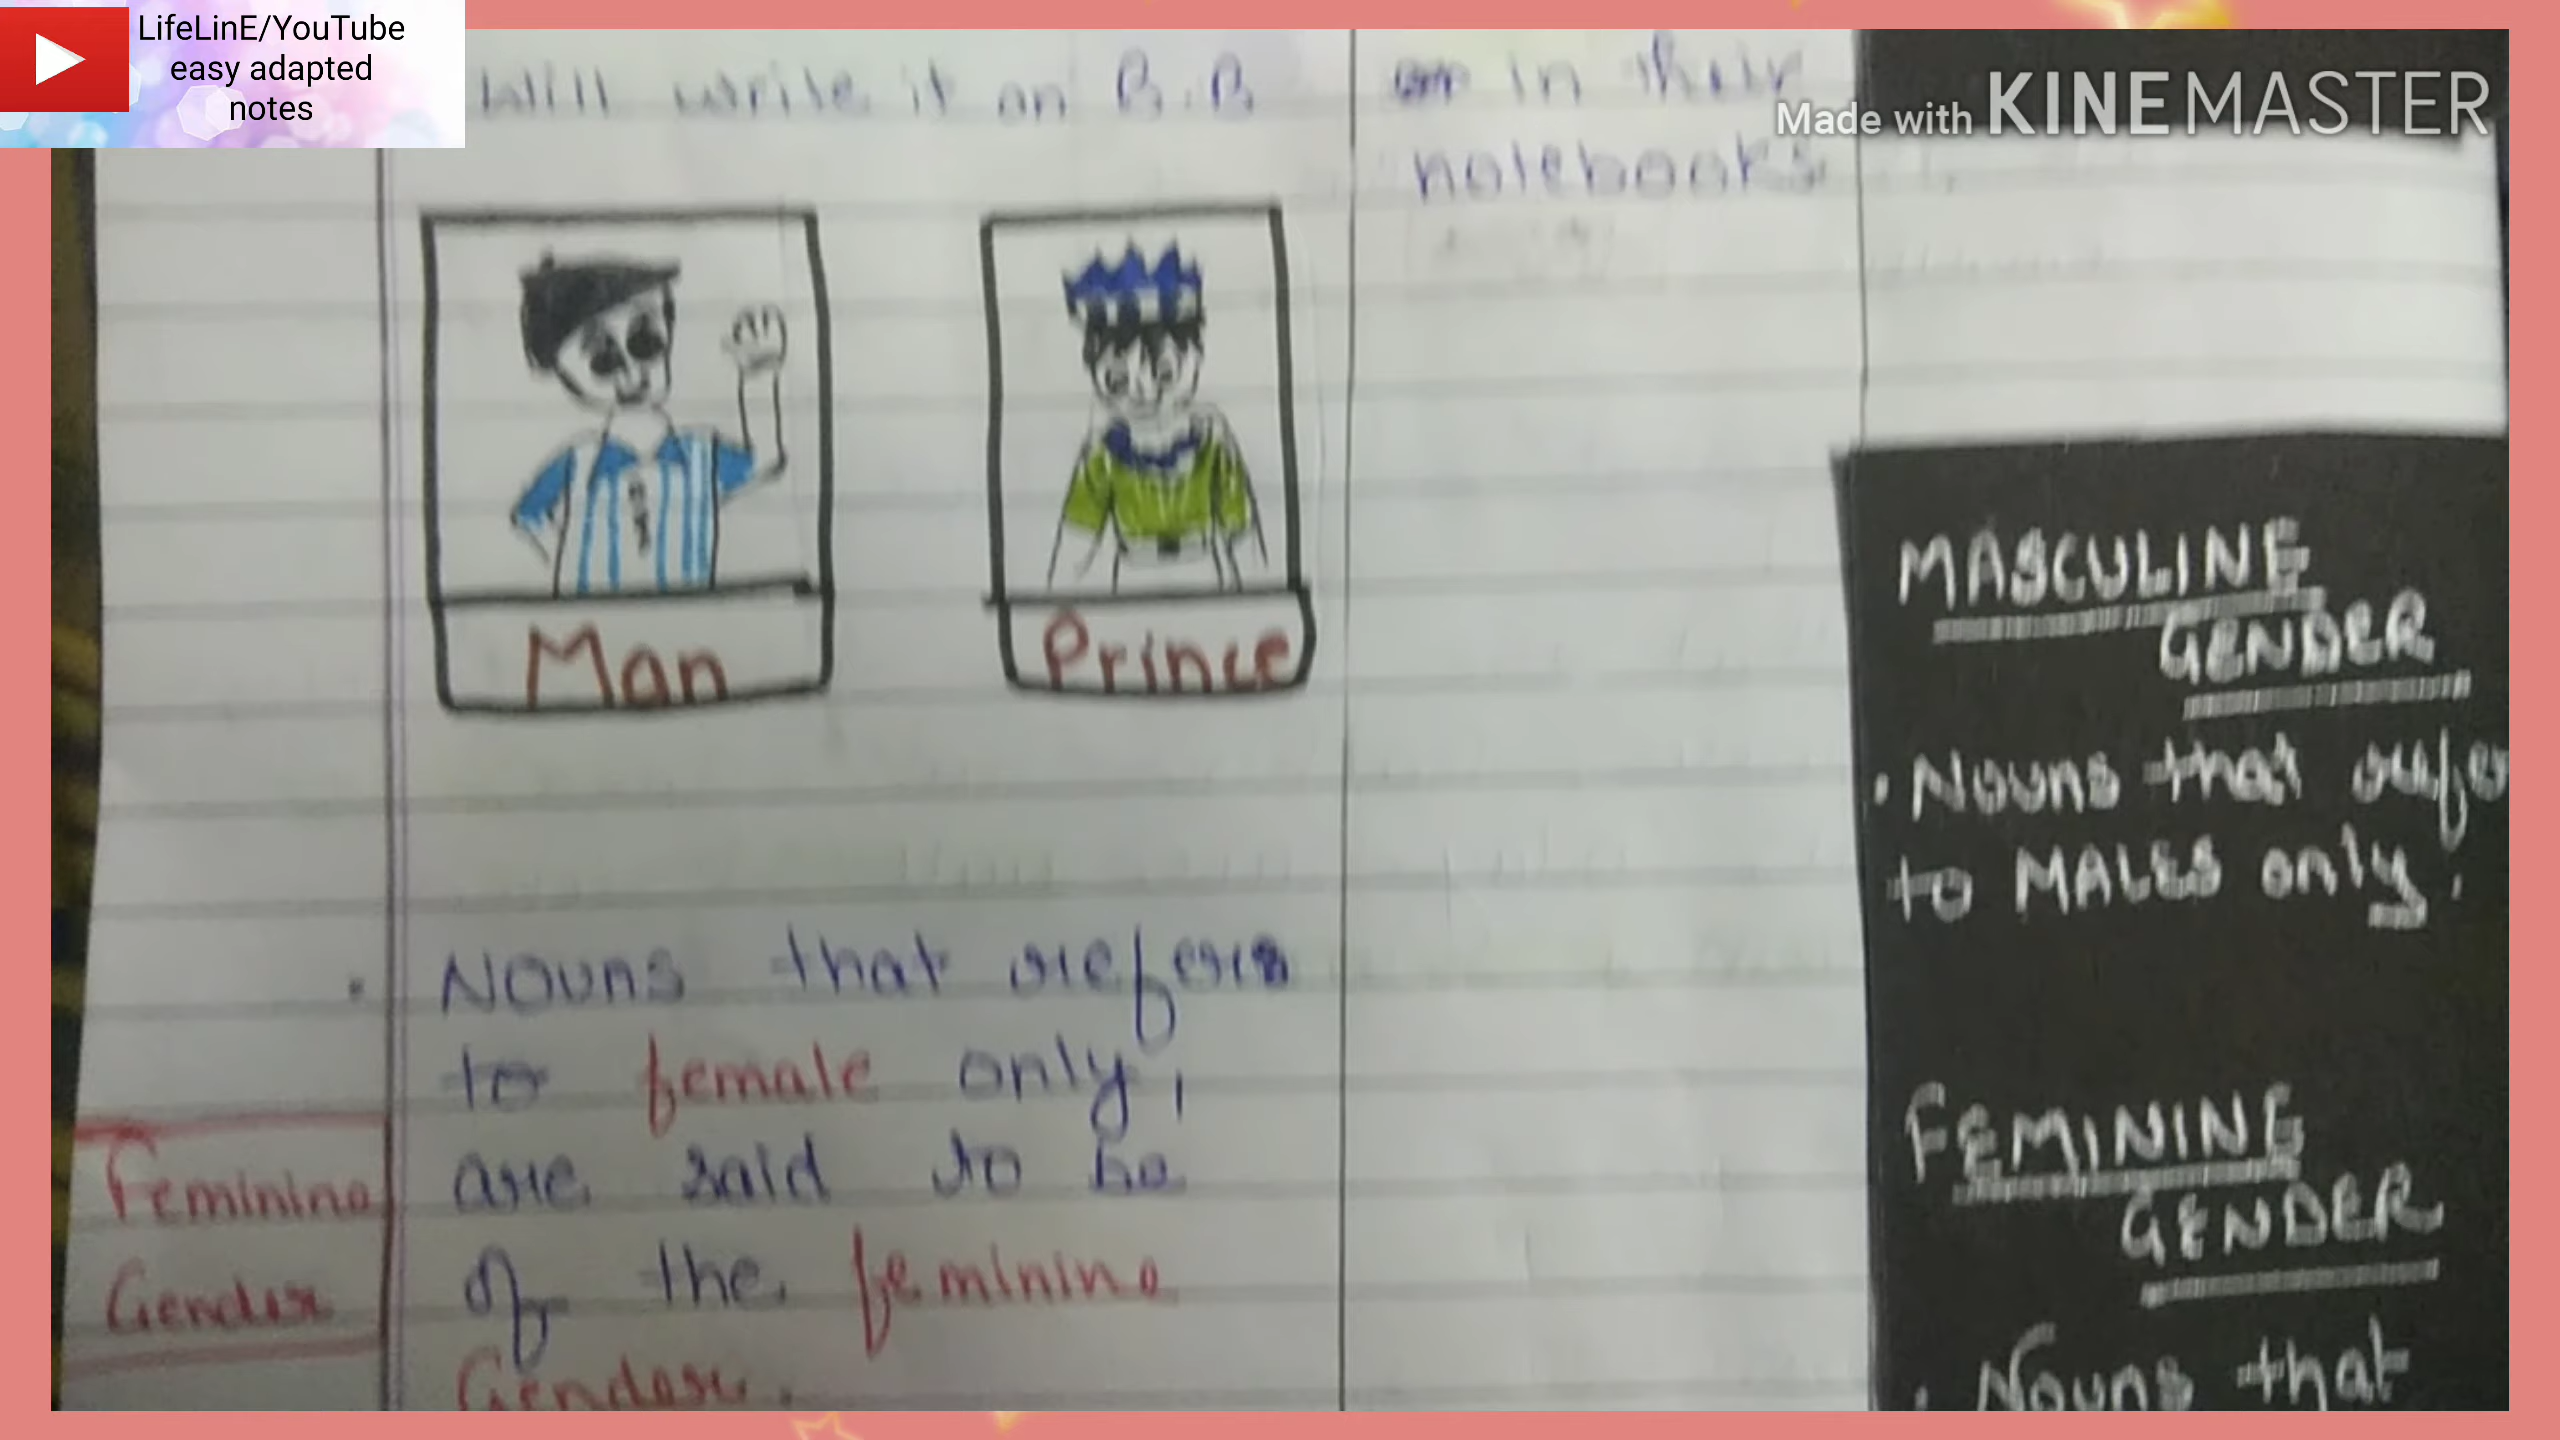 LifeLinE/YouTube
easy adapted
notes
Made with KINEMASTER
Will write it on B.B
in their
notebooks.
Man
Prince
. Nouns that refers
to female only,
are said to be
of the feminine
Gender.
Feminine
Gender
MASCULINE
GENDER
. Nouns that refer
to MALES only.
FEMININE
GENDER
. Nouns that